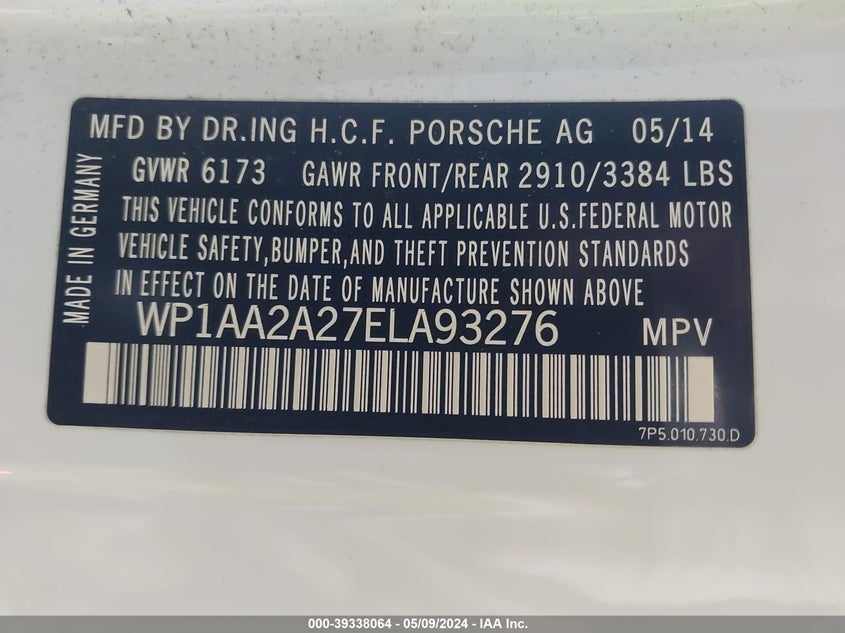 MFD BY DR.ING H.C.F. PORSCHE AG 05/14
GVWR 6173 GAWR FRONT/REAR 2910/3384 LBS
THIS VEHICLE CONFORMS TO ALL APPLICABLE U.S.FEDERAL MOTOR
VEHICLE SAFETY,BUMPER,AND THEFT PREVENTION STANDARDS
IN EFFECT ON THE DATE OF MANUFACTURE SHOWN ABOVE
MADE IN GERMANY
WP1AA2A27ELA93276 MPV
7P5.010.730.D
000-39338064 - 05/09/2024 - IAA Inc.